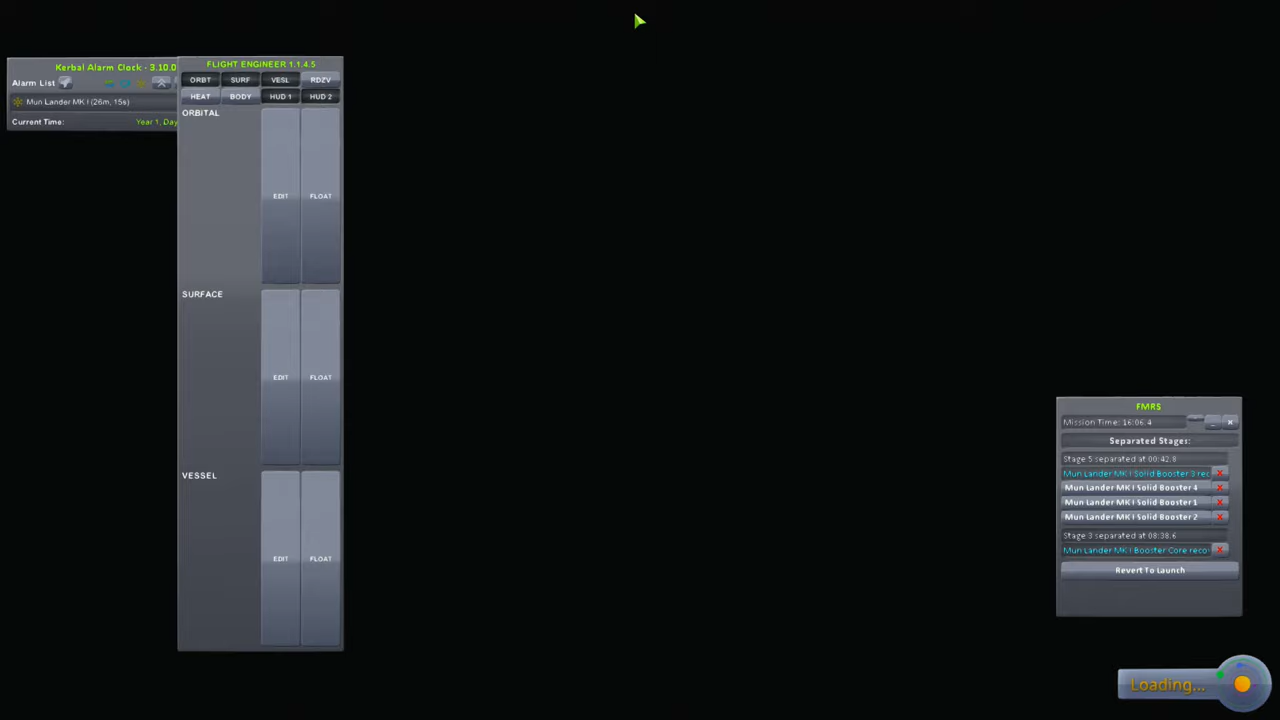 Kerbal Alarm Clock - 3.10.0
Alarm List
Mun Lander MK I (26m, 15s)
Current Time: Year 1, Day
FLIGHT ENGINEER 1.1.4.5
ORBT SURF VESL RDZV
HEAT BODY HUD 1 HUD 2
ORBITAL
EDIT FLOAT
SURFACE
EDIT FLOAT
VESSEL
EDIT FLOAT
FMRS
Mission Time: 16:06:4
_ x
Separated Stages:
Stage 5 separated at 00:42.8
Mun Lander MK I Solid Booster 3 rec x
Mun Lander MK I Solid Booster 4 x
Mun Lander MK I Solid Booster 1 x
Mun Lander MK I Solid Booster 2 x
Stage 3 separated at 08:38.6
Mun Lander MK I Booster Core reco x
Revert To Launch
Loading...